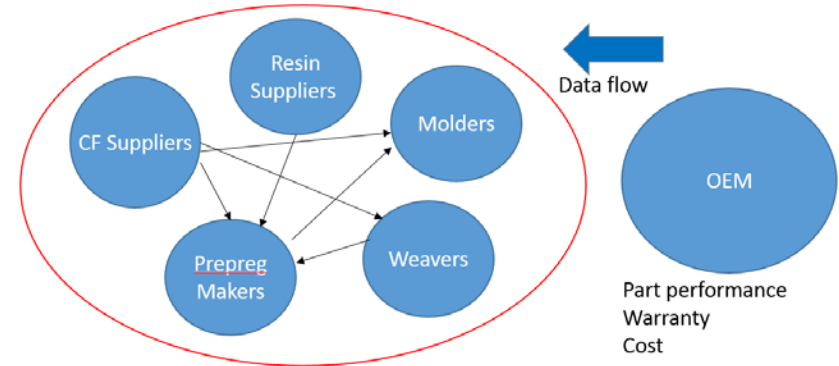 Resin
Suppliers
CF Suppliers
Molders
Prepreg
Makers
Weavers
Data flow
OEM
Part performance
Warranty
Cost